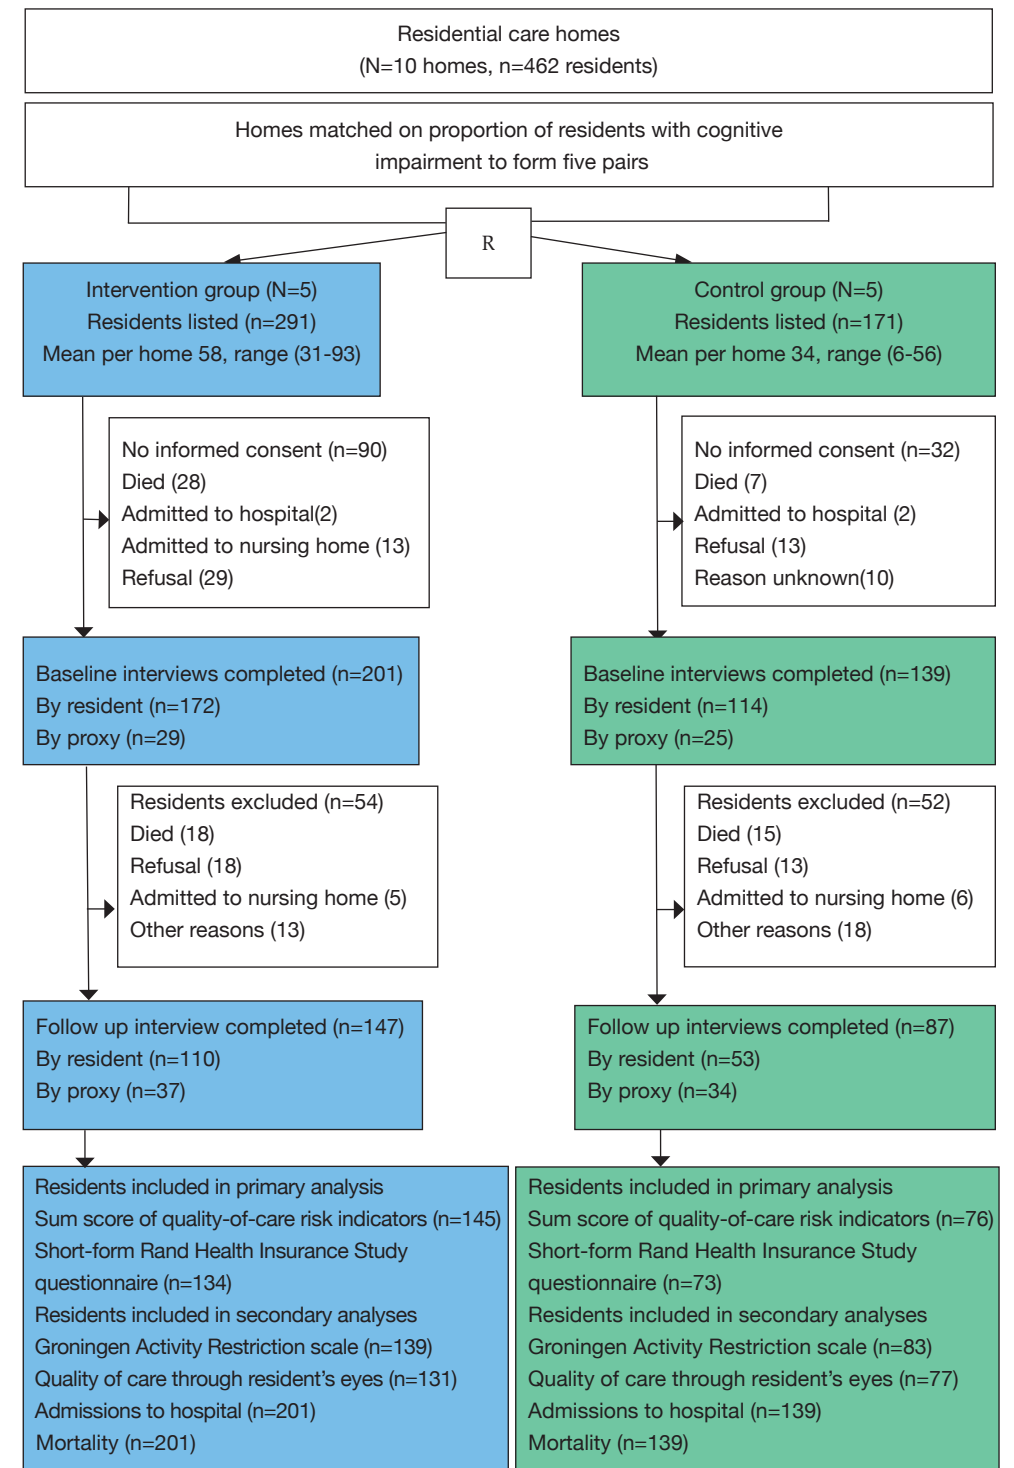 Residential care homes
(N=10 homes, n=462 residents)
Homes matched on proportion of residents with cognitive
impairment to form five pairs
R
Intervention group (N=5)
Residents listed (n=291)
Mean per home 58, range (31-93)
Control group (N=5)
Residents listed (n=171)
Mean per home 34, range (6-56)
No informed consent (n=90)
Died (28)
Admitted to hospital(2)
Admitted to nursing home (13)
Refusal (29)
No informed consent (n=32)
Died (7)
Admitted to hospital (2)
Refusal (13)
Reason unknown(10)
Baseline interviews completed (n=201)
By resident (n=172)
By proxy (n=29)
Baseline interviews completed (n=139)
By resident (n=114)
By proxy (n=25)
Residents excluded (n=54)
Died (18)
Refusal (18)
Admitted to nursing home (5)
Other reasons (13)
Residents excluded (n=52)
Died (15)
Refusal (13)
Admitted to nursing home (6)
Other reasons (18)
Follow up interview completed (n=147)
By resident (n=110)
By proxy (n=37)
Follow up interviews completed (n=87)
By resident (n=53)
By proxy (n=34)
Residents included in primary analysis
Sum score of quality-of-care risk indicators (n=145)
Short-form Rand Health Insurance Study
questionnaire (n=134)
Residents included in secondary analyses
Groningen Activity Restriction scale (n=139)
Quality of care through resident's eyes (n=131)
Admissions to hospital (n=201)
Mortality (n=201)
Residents included in primary analysis
Sum score of quality-of-care risk indicators (n=76)
Short-form Rand Health Insurance Study
questionnaire (n=73)
Residents included in secondary analyses
Groningen Activity Restriction scale (n=83)
Quality of care through resident's eyes (n=77)
Admissions to hospital (n=139)
Mortality (n=139)